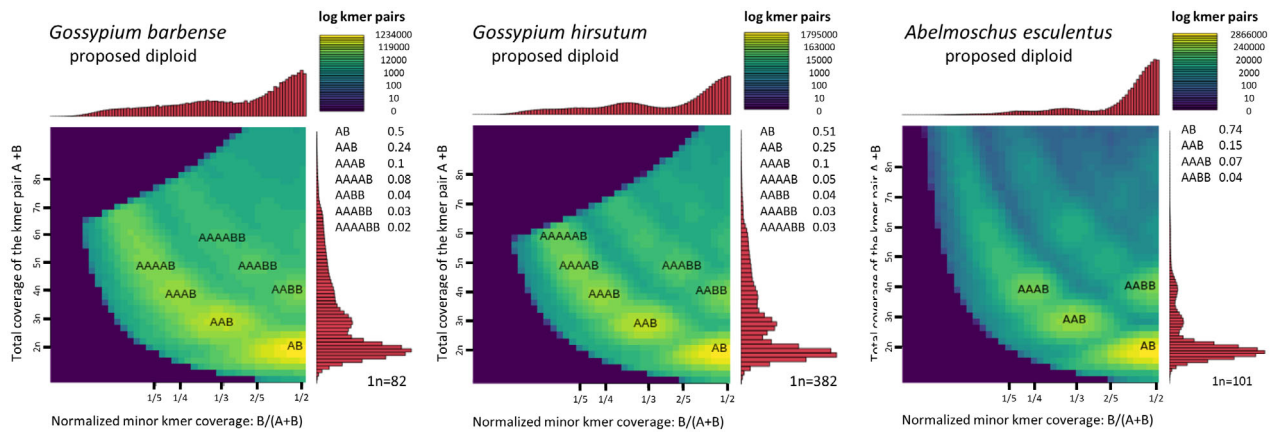 Gossypium barbense
proposed diploid
log kmer pairs
1234000
119000
12000
1000
100
10
0
Total coverage of the kmer pair A +B
8n
7n
6n
5n
4n
3n
2n
AB 0.5
AAB 0.24
AAAB 0.1
AAAAB 0.08
AABB 0.04
AAABB 0.03
AAAABB 0.02
AAAABB
AAAAB
AAABB
AAAB
AABB
AAB
AB
1n=82
1/5 1/4 1/3 2/5 1/2
Normalized minor kmer coverage: B/(A+B)
Gossypium hirsutum
proposed diploid
log kmer pairs
1795000
163000
15000
1000
100
10
0
Total coverage of the kmer pair A +B
8n
7n
6n
5n
4n
3n
2n
AB 0.51
AAB 0.25
AAAB 0.1
AAAAB 0.05
AABB 0.04
AAABB 0.03
AAAABB 0.03
AAAAAB
AAAAB
AAABB
AAAB
AABB
AAB
AB
1n=382
1/5 1/4 1/3 2/5 1/2
Normalized minor kmer coverage: B/(A+B)
Abelmoschus esculentus
proposed diploid
log kmer pairs
2866000
240000
20000
2000
100
10
0
Total coverage of the kmer pair A +B
8n
7n
6n
5n
4n
3n
2n
AB 0.74
AAB 0.15
AAAB 0.07
AABB 0.04
AAAB
AABB
AAB
AB
1n=101
1/5 1/4 1/3 2/5 1/2
Normalized minor kmer coverage: B/(A+B)